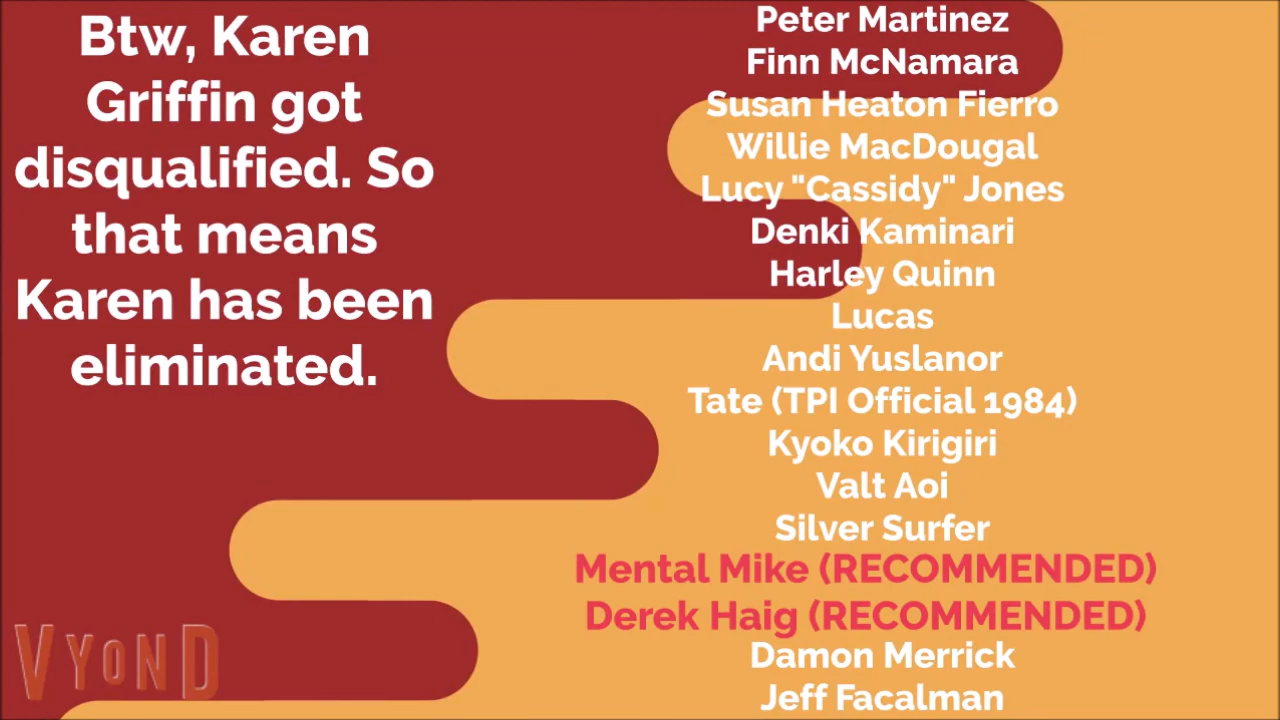 Btw, Karen
Griffin got
disqualified. So
that means
Karen has been
eliminated.
Peter Martinez
Finn McNamara
Susan Heaton Fierro
Willie MacDougal
Lucy "Cassidy" Jones
Denki Kaminari
Harley Quinn
Lucas
Andi Yuslanor
Tate (TPI Official 1984)
Kyoko Kirigiri
Valt Aoi
Silver Surfer
Mental Mike (RECOMMENDED)
Derek Haig (RECOMMENDED)
Damon Merrick
Jeff Facalman
VYOND